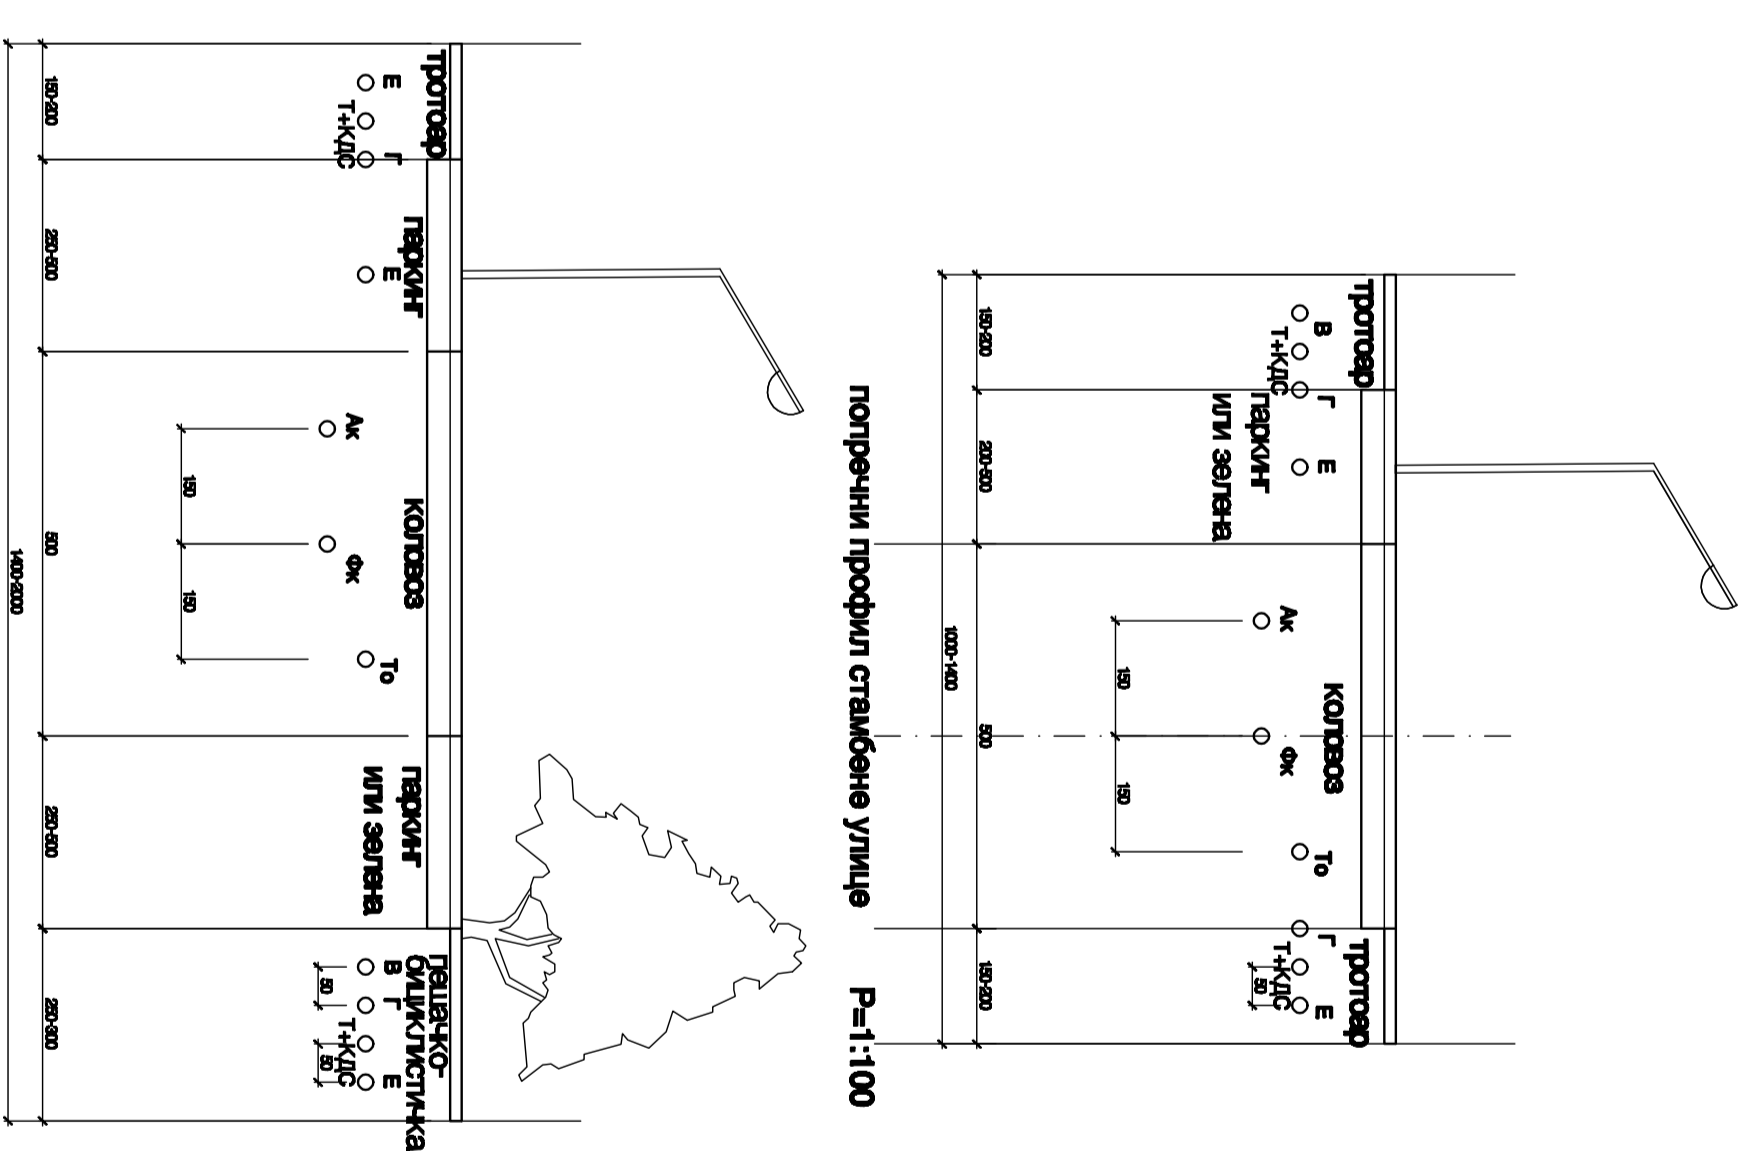 тротоар
В
Т+КДС
Г
Е
паркинг
или зелена
Ак
коловоз
Фк
То
Г
Т+КДС
Е
тротоар
50
150
150
150-200
200-500
500
150-200
1000-1400
попречни профил стамбене улице Р=1:100
тротоар
Е
Т+КДС
Г
паркинг
Е
Ак
коловоз
Фк
То
паркинг
или зелена
пешачко-
бициклистичка
В
Г
Т+КДС
Е
50
50
150
150
150-200
250-500
500
250-500
250-300
1400-2000